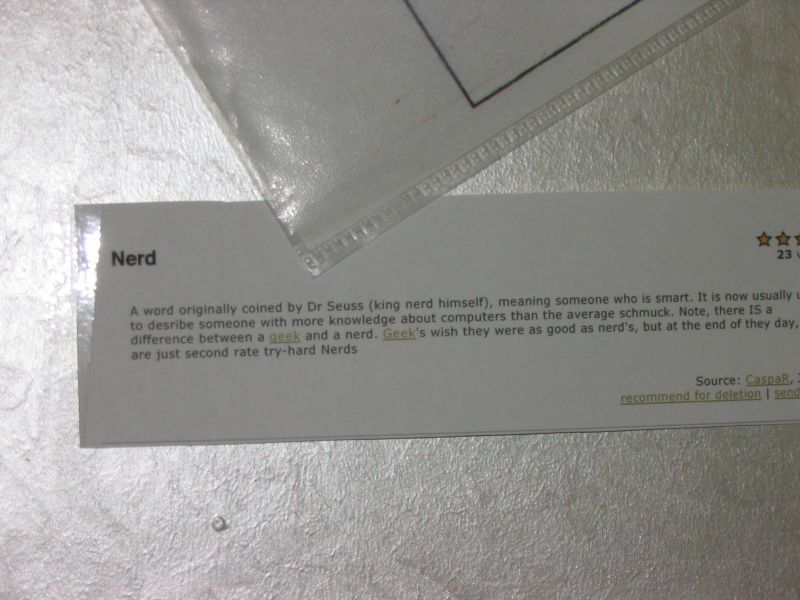 Nerd
23
A word originally coined by Dr Seuss (king nerd himself), meaning someone who is smart. It is now usually
to desribe someone with more knowledge about computers than the average schmuck. Note, there IS a
difference between a geek and a nerd. Geek's wish they were as good as nerd's, but at the end of they day,
are just second rate try-hard Nerds
Source: CaspaR,
recommend for deletion | send